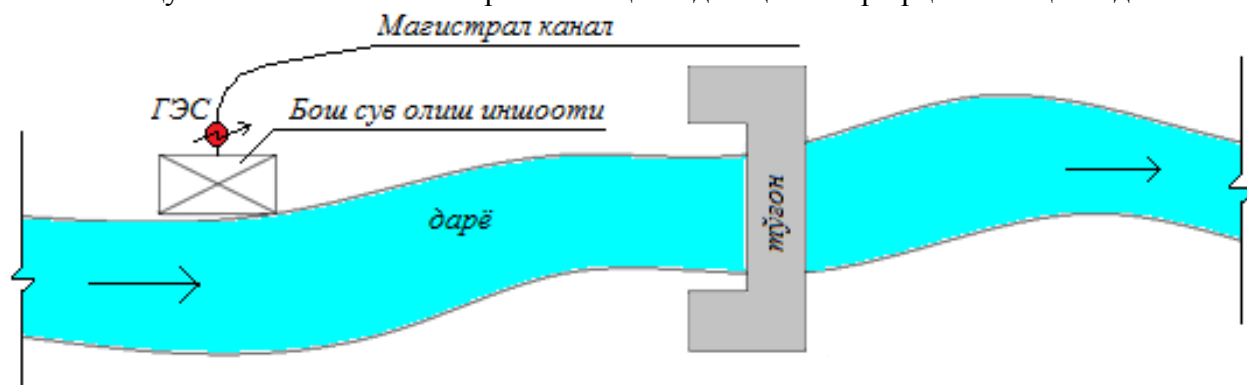 Магистрал канал
ГЭС
Бош сув олиш иншооти
дарё
тўғон